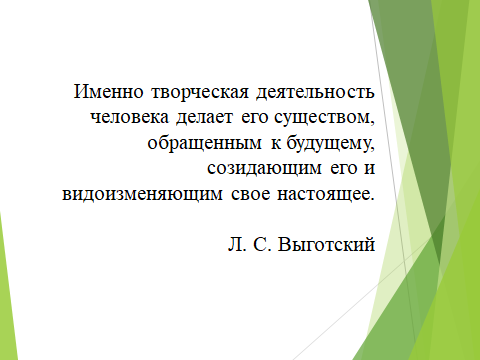 Именно творческая деятельность
человека делает его существом,
обращенным к будущему,
созидающим его и
видоизменяющим свое настоящее.
Л. С. Выготский